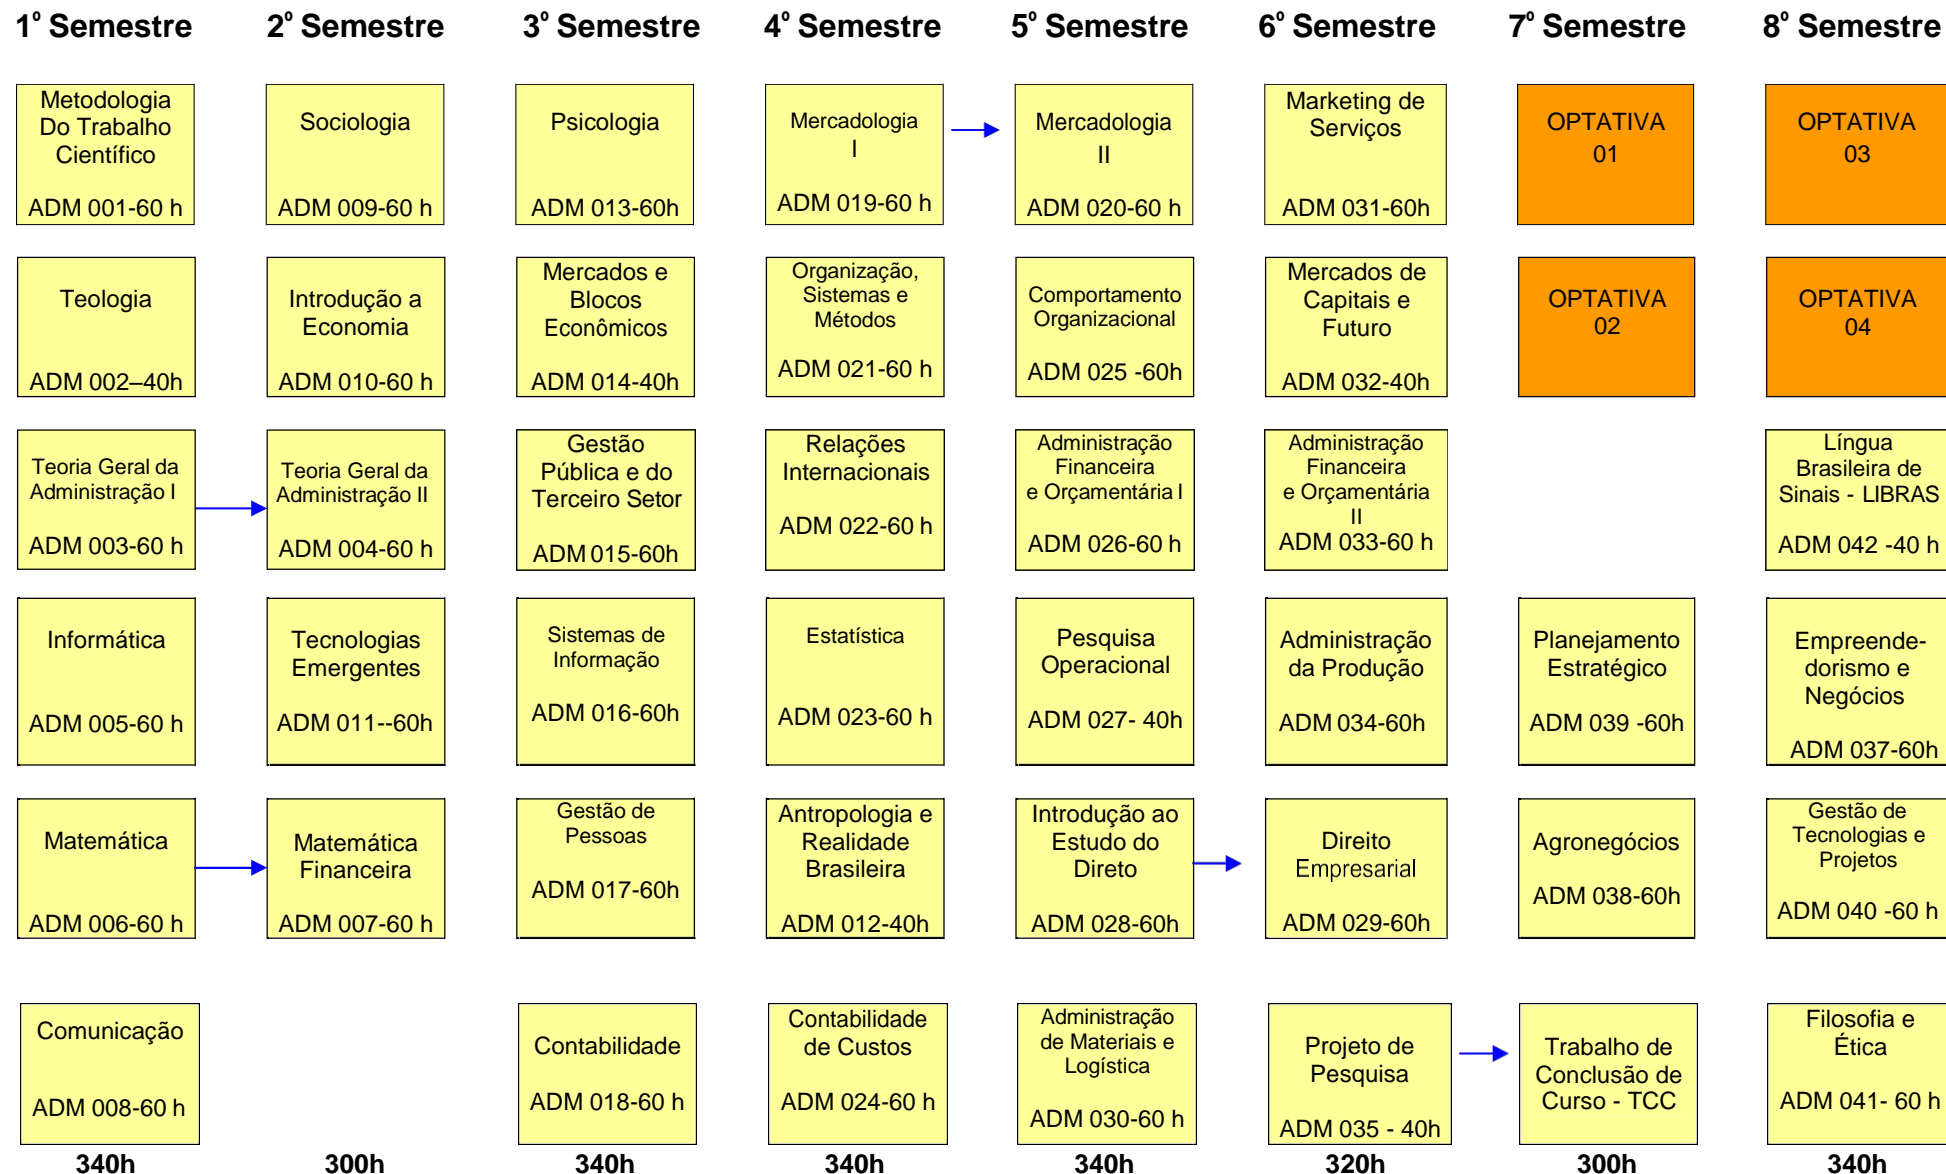 1º Semestre
2º Semestre
3º Semestre
4º Semestre
5º Semestre
6º Semestre
7º Semestre
8º Semestre
Metodologia
Do Trabalho
Científico
ADM 001-60 h
Sociologia
ADM 009-60 h
Psicologia
ADM 013-60h
Mercadologia
I
ADM 019-60 h
Mercadologia
II
ADM 020-60 h
Marketing de
Serviços
ADM 031-60h
OPTATIVA
01
OPTATIVA
03
Teologia
ADM 002–40h
Introdução a
Economia
ADM 010-60 h
Mercados e
Blocos
Econômicos
ADM 014-40h
Organização,
Sistemas e
Métodos
ADM 021-60 h
Comportamento
Organizacional
ADM 025 -60h
Mercados de
Capitais e
Futuro
ADM 032-40h
OPTATIVA
02
OPTATIVA
04
Teoria Geral da
Administração I
ADM 003-60 h
Teoria Geral da
Administração II
ADM 004-60 h
Gestão
Pública e do
Terceiro Setor
ADM 015-60h
Relações
Internacionais
ADM 022-60 h
Administração
Financeira
e Orçamentária I
ADM 026-60 h
Administração
Financeira
e Orçamentária
II
ADM 033-60 h
Língua
Brasileira de
Sinais - LIBRAS
ADM 042 -40 h
Informática
ADM 005-60 h
Tecnologias
Emergentes
ADM 011--60h
Sistemas de
Informação
ADM 016-60h
Estatística
ADM 023-60 h
Pesquisa
Operacional
ADM 027- 40h
Administração
da Produção
ADM 034-60h
Planejamento
Estratégico
ADM 039 -60h
Empreende-
dorismo e
Negócios
ADM 037-60h
Matemática
ADM 006-60 h
Matemática
Financeira
ADM 007-60 h
Gestão de
Pessoas
ADM 017-60h
Antropologia e
Realidade
Brasileira
ADM 012-40h
Introdução ao
Estudo do
Direto
ADM 028-60h
Direito
Empresarial
ADM 029-60h
Agronegócios
ADM 038-60h
Gestão de
Tecnologias e
Projetos
ADM 040 -60 h
Comunicação
ADM 008-60 h
Contabilidade
ADM 018-60 h
Contabilidade
de Custos
ADM 024-60 h
Administração
de Materiais e
Logística
ADM 030-60 h
Projeto de
Pesquisa
ADM 035 - 40h
Trabalho de
Conclusão de
Curso - TCC
Filosofia e
Ética
ADM 041- 60 h
340h
300h
340h
340h
340h
320h
300h
340h